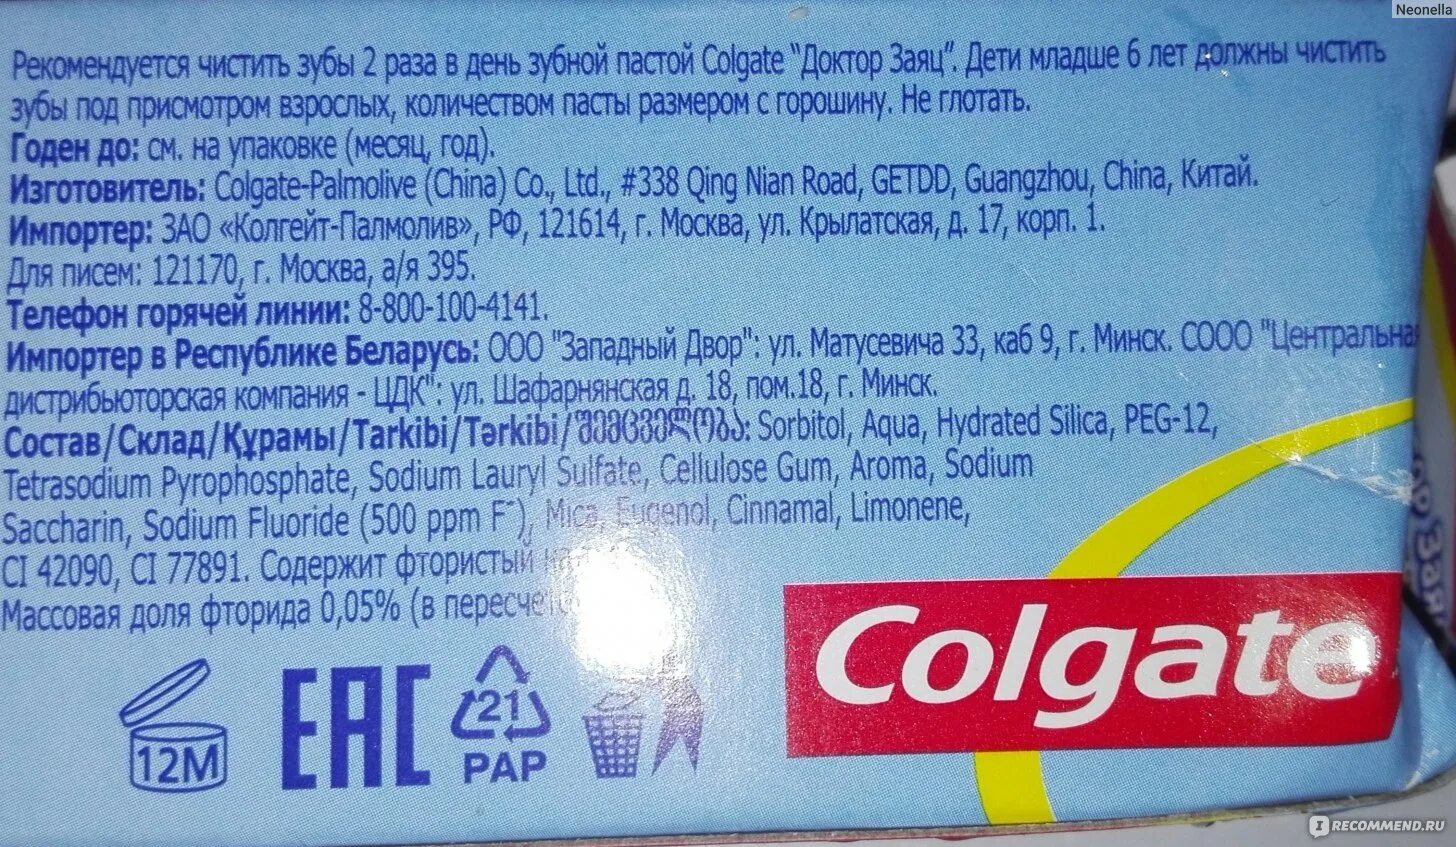 Neonella
Рекомендуется чистить зубы 2 раза в день зубной пастой Colgate "Доктор Заяц". Дети младше 6 лет должны чистить
зубы под присмотром взрослых, количеством пасты размером с горошину. Не глотать.
Годен до: см. на упаковке (месяц, год).
Изготовитель: Colgate-Palmolive (China) Co., Ltd., #338 Qing Nian Road, GETDD, Guangzhou, China, Китай.
Импортер: ЗАО «Колгейт-Палмолив», РФ, 121614, г. Москва, ул. Крылатская, д. 17, корп. 1.
Для писем: 121170, г. Москва, а/я 395.
Телефон горячей линии: 8-800-100-4141.
Импортер в Республике Беларусь: ООО "Западный Двор": ул. Матусевича 33, каб 9, г. Минск. СООО "Центральная
дистрибьюторская компания - ЦДК": ул. Шафарнянская д. 18, пом.18, г. Минск.
Состав/Склад/Құрамы/Tarkibi/Tərkibi/შემცველობა: Sorbitol, Aqua, Hydrated Silica, PEG-12,
Tetrasodium Pyrophosphate, Sodium Lauryl Sulfate, Cellulose Gum, Aroma, Sodium
Saccharin, Sodium Fluoride (500 ppm F⁻), Mica, Eugenol, Cinnamal, Limonene,
CI 42090, CI 77891. Содержит фтористый
Массовая доля фторида 0,05% (в
12M
EAC
21
PAP
Colgate
IRECOMMEND.RU